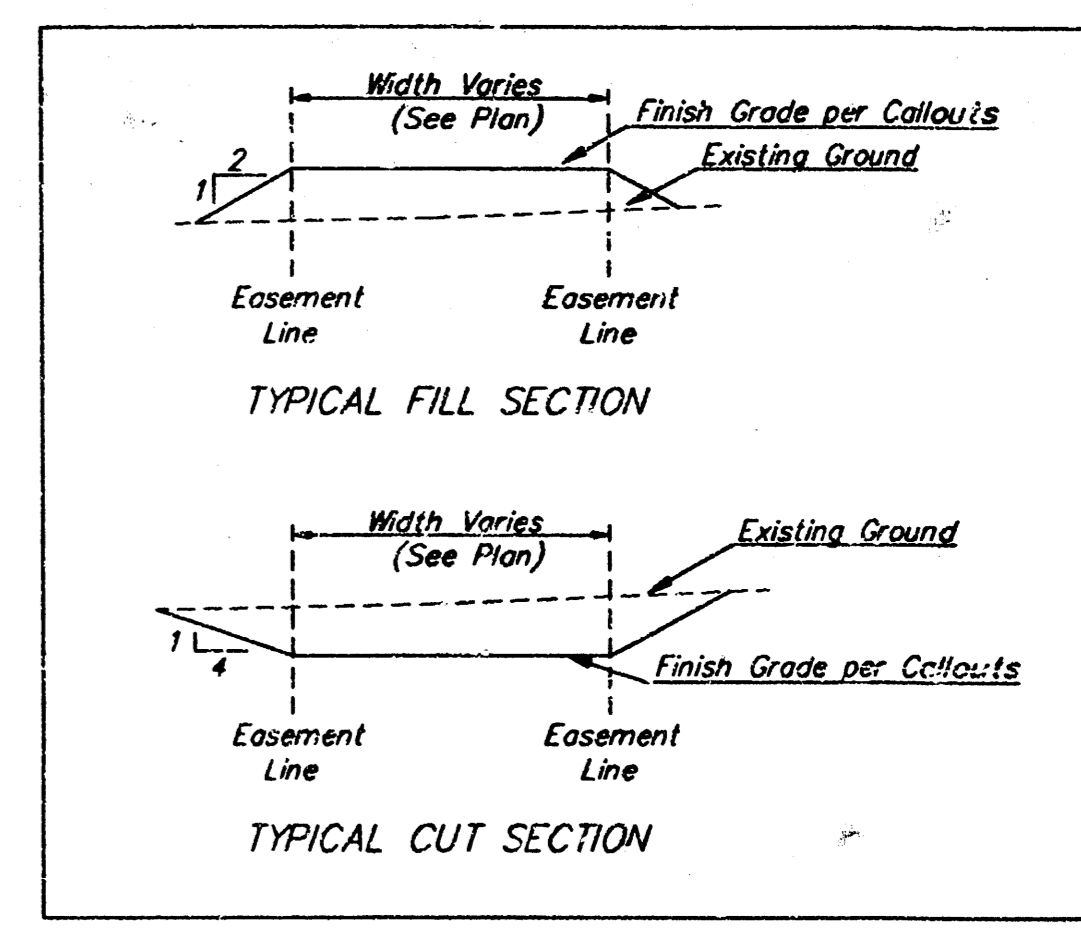 Width Varies
(See Plan)
Finish Grade per Callouts
Existing Ground
2
1
Easement
Line
Easement
Line
TYPICAL FILL SECTION
Width Varies
(See Plan)
Existing Ground
1
4
Finish Grade per Callouts
Easement
Line
Easement
Line
TYPICAL CUT SECTION